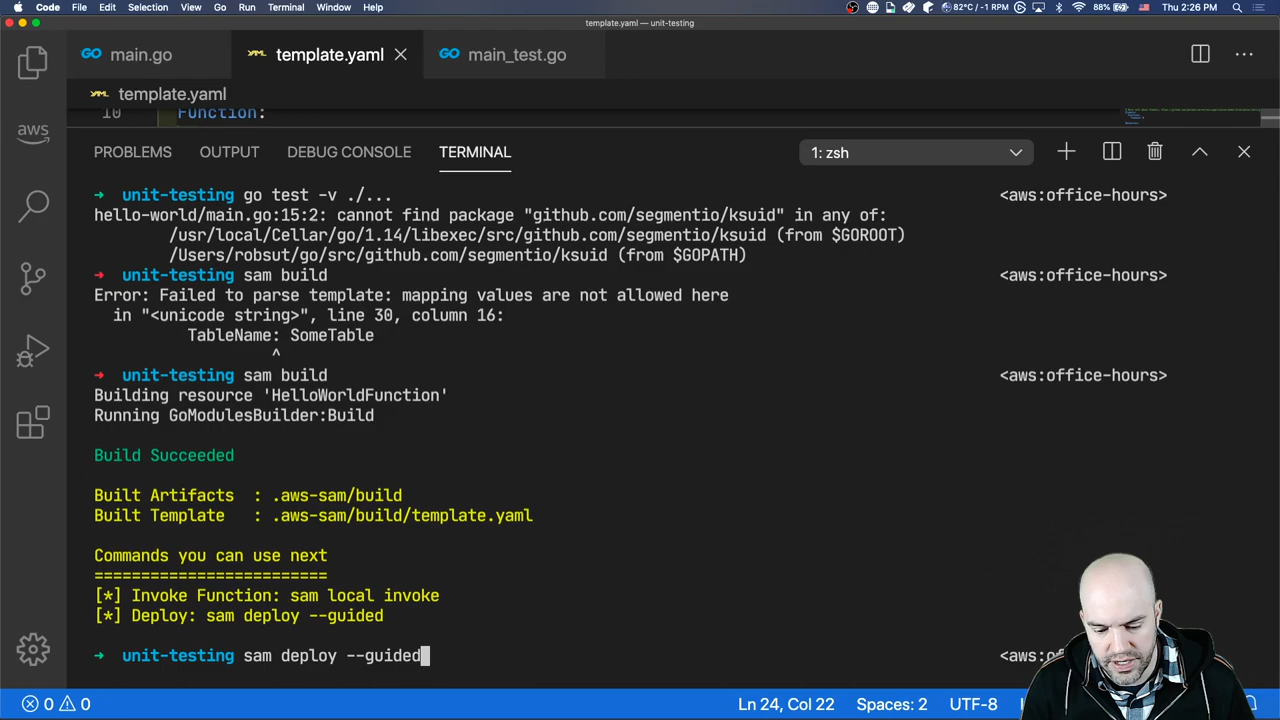 Code File Edit Selection View Go Run Terminal Window Help 82°C / -1 RPM 88% Thu 2:26 PM
template.yaml — unit-testing
GO main.go YAML template.yaml GO main_test.go
YAML template.yaml
10 Function:
aws
PROBLEMS OUTPUT DEBUG CONSOLE TERMINAL 1: zsh
➜ unit-testing go test -v ./... <aws:office-hours>
hello-world/main.go:15:2: cannot find package "github.com/segmentio/ksuid" in any of:
/usr/local/Cellar/go/1.14/libexec/src/github.com/segmentio/ksuid (from $GOROOT)
/Users/robsut/go/src/github.com/segmentio/ksuid (from $GOPATH)
➜ unit-testing sam build <aws:office-hours>
Error: Failed to parse template: mapping values are not allowed here
in "<unicode string>", line 30, column 16:
TableName: SomeTable
^
➜ unit-testing sam build <aws:office-hours>
Building resource 'HelloWorldFunction'
Running GoModulesBuilder:Build
Build Succeeded
Built Artifacts : .aws-sam/build
Built Template : .aws-sam/build/template.yaml
Commands you can use next
=========================
[*] Invoke Function: sam local invoke
[*] Deploy: sam deploy --guided
➜ unit-testing sam deploy --guided <aws:
0 0 Ln 24, Col 22 Spaces: 2 UTF-8